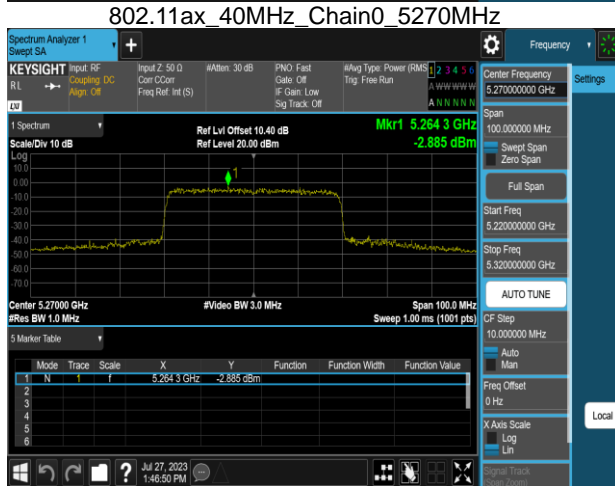 802.11ax_40MHz_Chain0_5270MHz
Spectrum Analyzer 1
Swept SA
+
Frequency
KEYSIGHT
RL
LXI
Input: RF
Coupling: DC
Align: Off
Input Z: 50 Ω
Corr CCorr
Freq Ref: Int (S)
#Atten: 30 dB
PNO: Fast
Gate: Off
IF Gain: Low
Sig Track: Off
#Avg Type: Power (RMS
Trig: Free Run
1 2 3 4 5 6
A WW WW W
A N N N N N
Center Frequency
5.270000000 GHz
Settings
Span
100.000000 MHz
Swept Span
Zero Span
Full Span
Start Freq
5.220000000 GHz
Stop Freq
5.320000000 GHz
AUTO TUNE
CF Step
10.000000 MHz
Auto
Man
Freq Offset
0 Hz
X Axis Scale
Log
Lin
Signal Track
(Span Zoom)
Local
1 Spectrum
Scale/Div 10 dB
Ref Lvl Offset 10.40 dB
Ref Level 20.00 dBm
Mkr1 5.264 3 GHz
-2.885 dBm
Log
10.0
0.00
-10.0
-20.0
-30.0
-40.0
-50.0
-60.0
-70.0
1
Center 5.27000 GHz
#Res BW 1.0 MHz
#Video BW 3.0 MHz
Span 100.0 MHz
Sweep 1.00 ms (1001 pts)
5 Marker Table
Mode Trace Scale X Y Function Function Width Function Value
1 N 1 f 5.264 3 GHz -2.885 dBm
2
3
4
5
6
?
Jul 27, 2023
1:46:50 PM